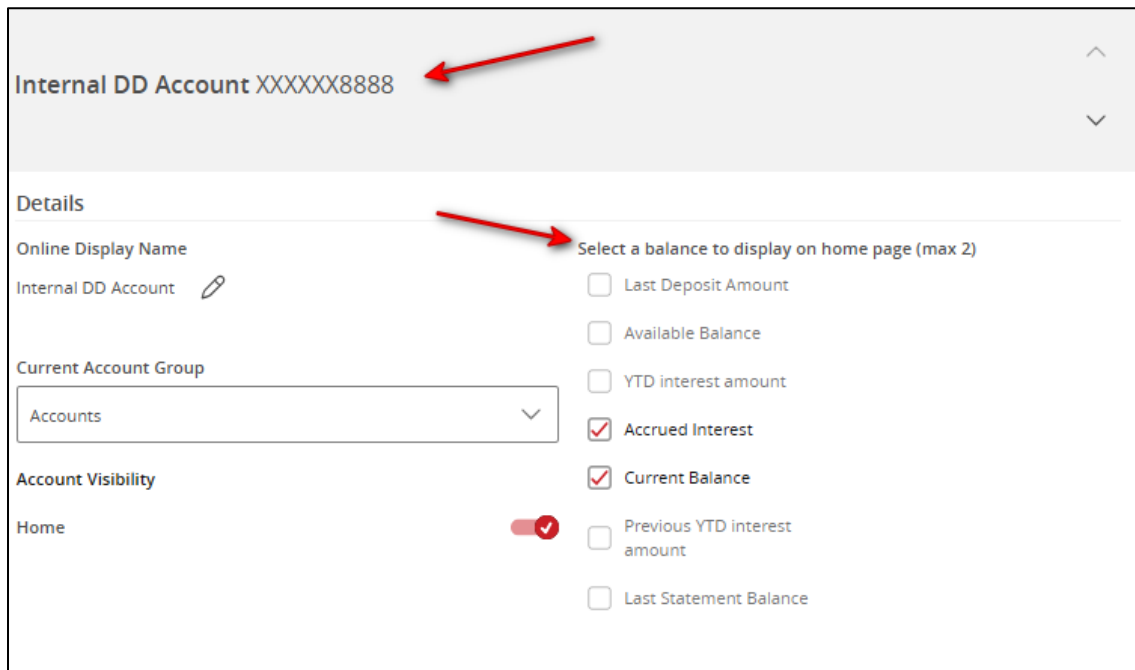 Internal DD Account XXXXXX8888
Details
Online Display Name
Internal DD Account
Current Account Group
Accounts
Account Visibility
Home
Select a balance to display on home page (max 2)
Last Deposit Amount
Available Balance
YTD interest amount
Accrued Interest
Current Balance
Previous YTD interest
amount
Last Statement Balance